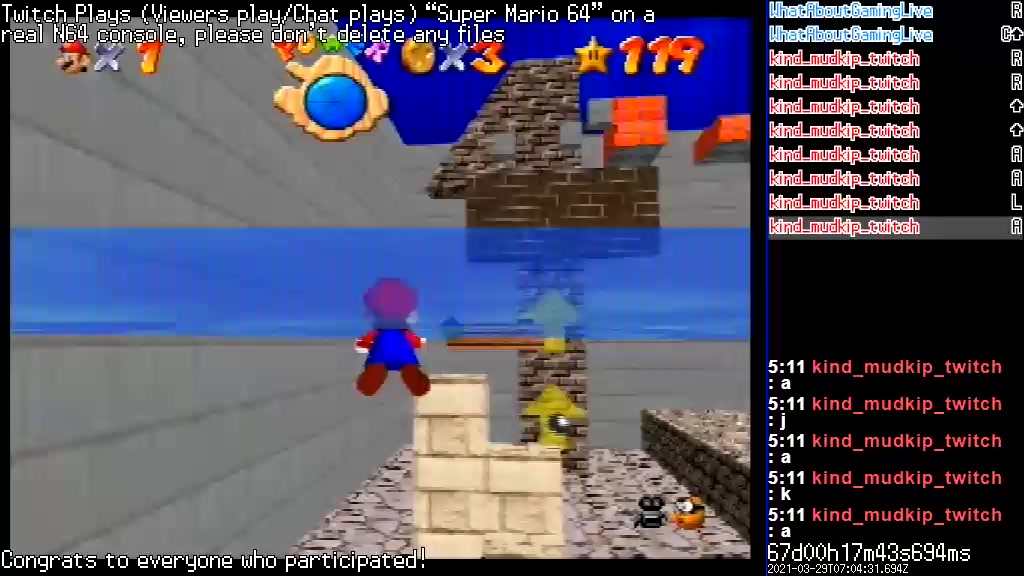 Twitch Plays (Viewers play/Chat plays) “Super Mario 64” on a
real N64 console, please don't delete any files
× 1
× 3
119
WhatAboutGamingLive R
WhatAboutGamingLive C↑
kind_mudkip_twitch R
kind_mudkip_twitch R
kind_mudkip_twitch ↑
kind_mudkip_twitch ↑
kind_mudkip_twitch A
kind_mudkip_twitch A
kind_mudkip_twitch L
kind_mudkip_twitch A
5:11 kind_mudkip_twitch
: a
5:11 kind_mudkip_twitch
: j
5:11 kind_mudkip_twitch
: a
5:11 kind_mudkip_twitch
: k
5:11 kind_mudkip_twitch
: a
Congrats to everyone who participated!
67d00h17m43s694ms
2021-03-29T07:04:31.694Z